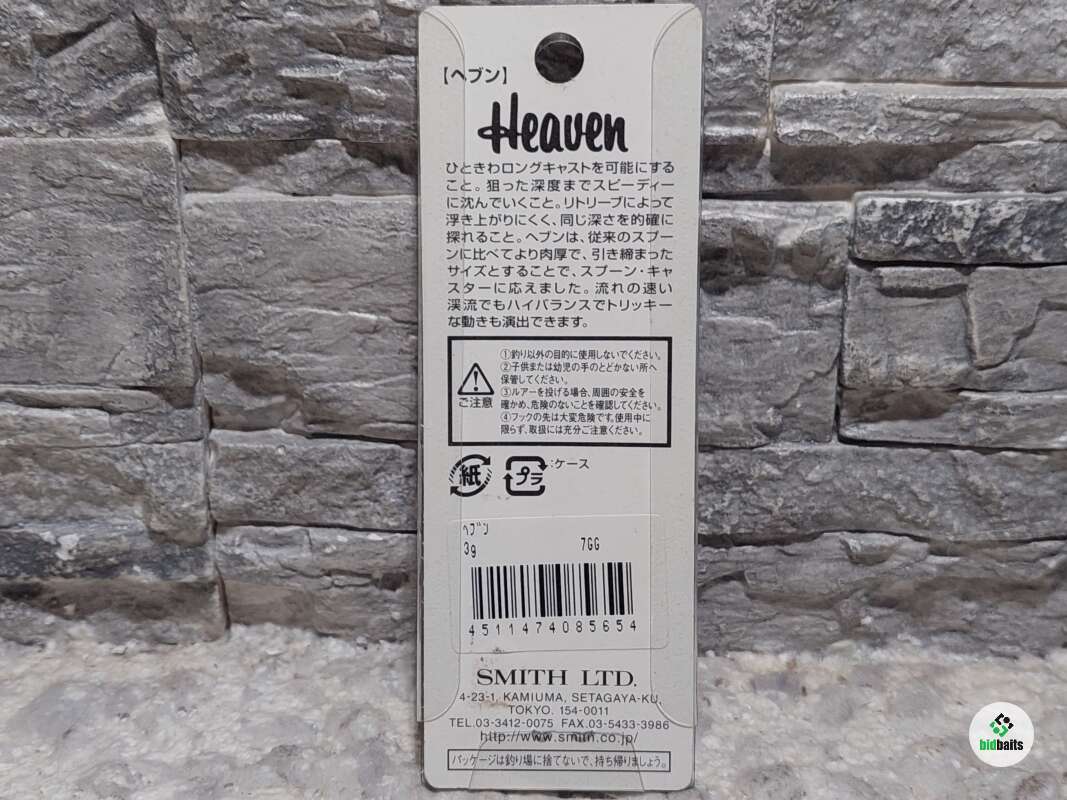 【ヘブン】
Heaven
ひときわロングキャストを可能にする
こと。狙った深度までスピーディー
に沈んでいくこと。リトリーブによって
浮き上がりにくく、同じ深さを的確に
探れること。ヘブンは、従来のスプー
ンに比べてより肉厚で、引き締まった
サイズとすることで、スプーン・キャ
スターに応えました。流れの速い
渓流でもハイバランスでトリッキー
な動きも演出できます。
①釣り以外の目的に使用しないでください。
②子供または幼児の手のとどかない所へ
保管してください。
③ルアーを投げる場合、周囲の安全を
確かめ、危険のないことを確認してください。
④フックの先は大変危険です。使用中に
限らず、取扱には充分ご注意ください。
ご注意
紙 プラ :ケース
ヘブン
3g 7GG
4511474085654
SMITH LTD.
4-23-1, KAMIUMA, SETAGAYA-KU,
TOKYO. 154-0011
TEL.03-3412-0075 FAX.03-5433-3986
http://www.smith.co.jp/
パッケージは釣り場に捨てないで、持ち帰りましょう。
bidbaits